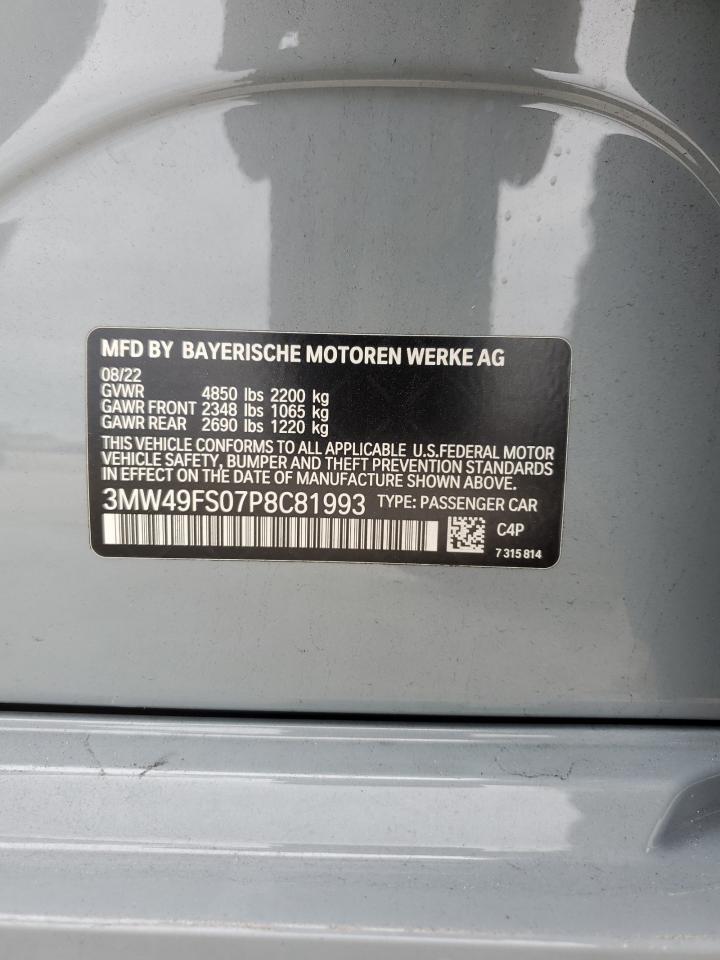 MFD BY BAYERISCHE MOTOREN WERKE AG
08/22
GVWR 4850 lbs 2200 kg
GAWR FRONT 2348 lbs 1065 kg
GAWR REAR 2690 lbs 1220 kg
THIS VEHICLE CONFORMS TO ALL APPLICABLE U.S.FEDERAL MOTOR
VEHICLE SAFETY, BUMPER AND THEFT PREVENTION STANDARDS
IN EFFECT ON THE DATE OF MANUFACTURE SHOWN ABOVE.
3MW49FS07P8C81993 TYPE: PASSENGER CAR
C4P
7 315 814